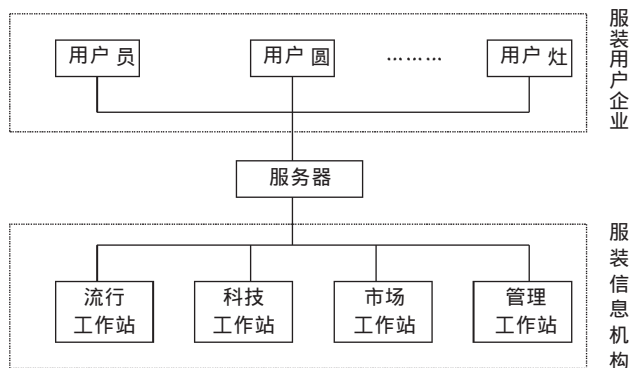 用户 员
用户 圆
………
用户 灶
服装用户企业
服务器
流行
工作站
科技
工作站
市场
工作站
管理
工作站
服装信息机构